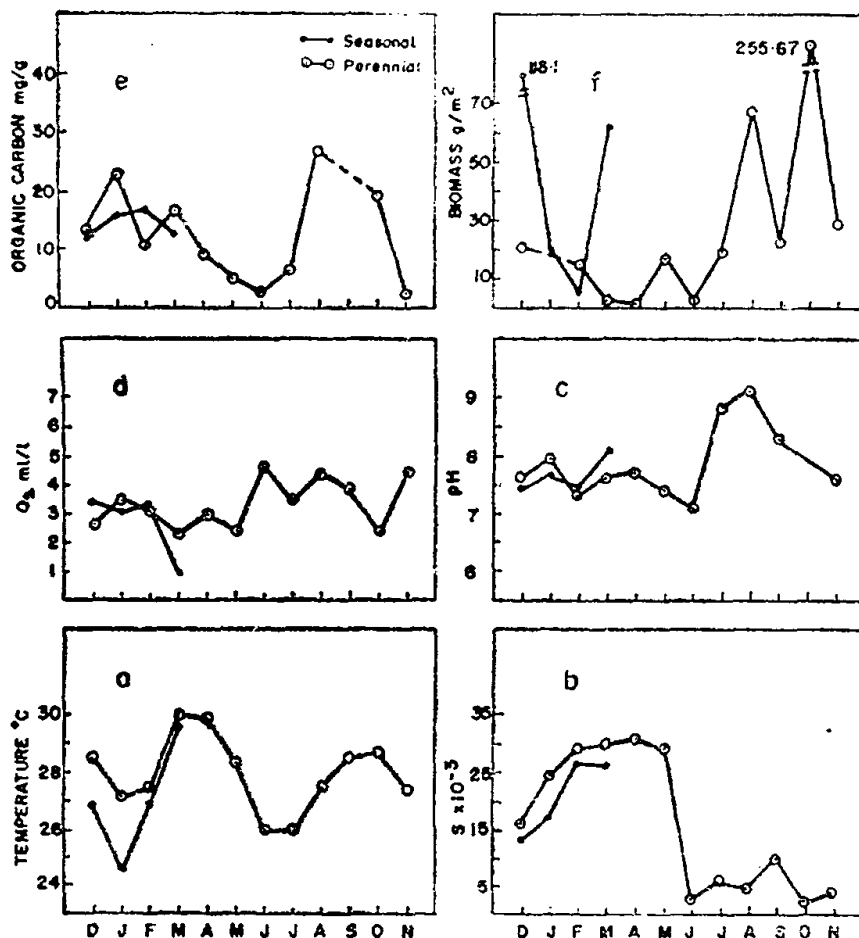 Seasonal
Perennial
e
ORGANIC CARBON mg/g
40
30
20
10
0
118·1
f
255·67
BIOMASS g/m²
70
50
30
10
d
O₂ ml/l
7
6
5
4
3
2
1
c
pH
9
8
7
6
a
TEMPERATURE °C
30
28
26
24
D J F M A M J J A S O N
b
S x10⁻³
35
25
15
5
D J F M A M J J A S O N